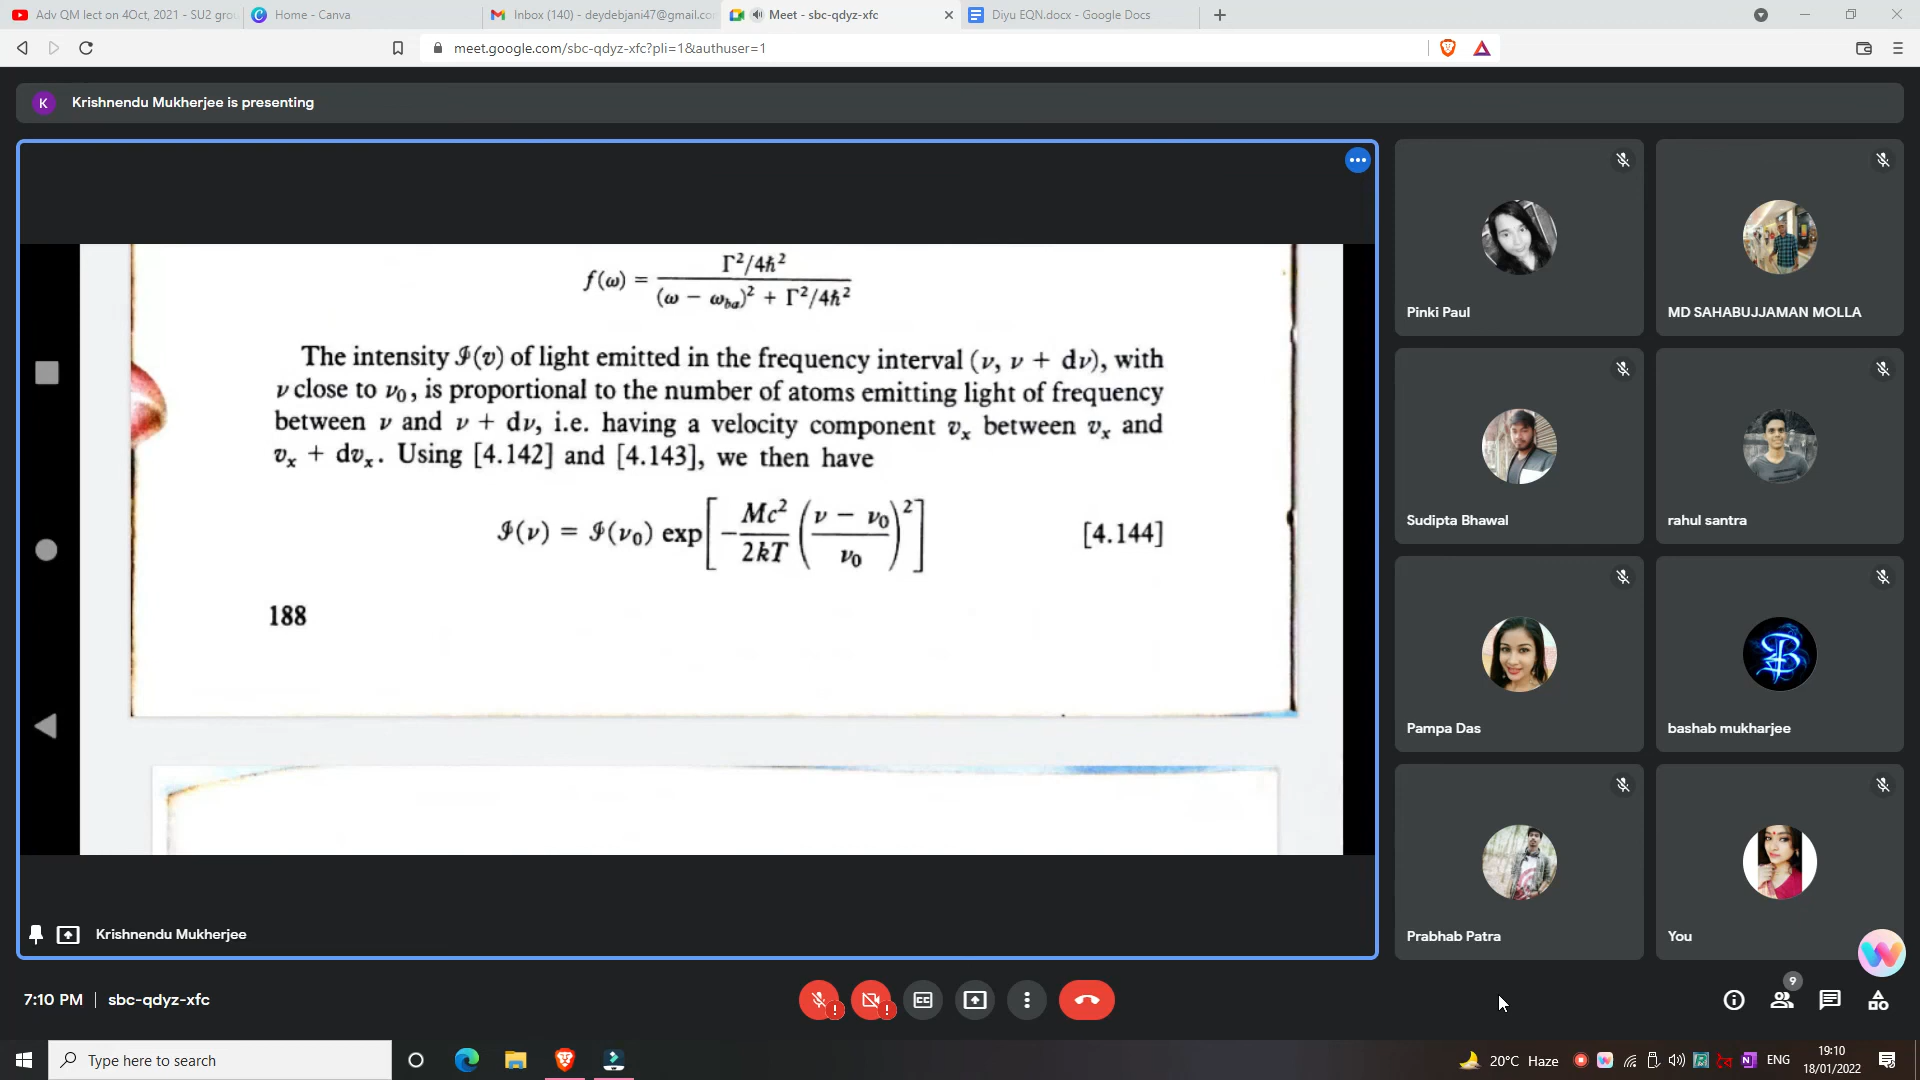 Adv QM lect on 4Oct, 2021 - SU2 grou
Home - Canva
Inbox (140) - deydebjani47@gmail.co
Meet - sbc-qdyz-xfc
Diyu EQN.docx - Google Docs
meet.google.com/sbc-qdyz-xfc?pli=1&authuser=1
K
Krishnendu Mukherjee is presenting
f(ω) = Γ²/4ħ² / (ω − ω_ba)² + Γ²/4ħ²
The intensity 𝓘(υ) of light emitted in the frequency interval (ν, ν + dν), with
ν close to ν₀, is proportional to the number of atoms emitting light of frequency
between ν and ν + dν, i.e. having a velocity component vₓ between vₓ and
vₓ + dvₓ. Using [4.142] and [4.143], we then have
𝓘(ν) = 𝓘(ν₀) exp[−Mc²/2kT (ν − ν₀/ν₀)²] [4.144]
188
Krishnendu Mukherjee
Pinki Paul
MD SAHABUJJAMAN MOLLA
Sudipta Bhawal
rahul santra
Pampa Das
bashab mukharjee
Prabhab Patra
You
7:10 PM | sbc-qdyz-xfc
9
Type here to search
20°C Haze
ENG
19:10
18/01/2022